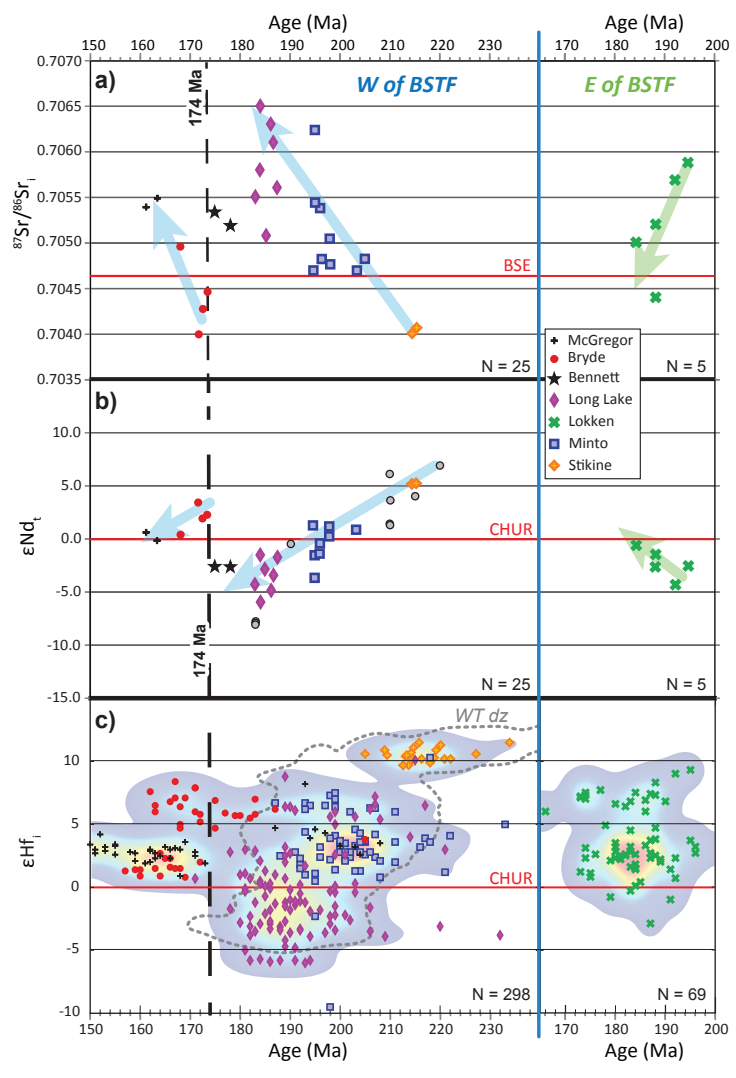 Age (Ma)
Age (Ma)
150 160 170 180 190 200 210 220 230
170 180 190 200
0.7070
0.7065
0.7060
0.7055
0.7050
0.7045
0.7040
0.7035
87Sr/86Sri
a)
174 Ma
W of BSTF
E of BSTF
BSE
N = 25
N = 5
McGregor
Bryde
Bennett
Long Lake
Lokken
Minto
Stikine
b)
10.0
5.0
0.0
-5.0
-10.0
-15.0
εNdt
CHUR
174 Ma
N = 25
N = 5
c)
WT dz
10
5
0
-5
-10
εHfi
CHUR
N = 298
N = 69
150 160 170 180 190 200 210 220 230
170 180 190 200
Age (Ma)
Age (Ma)